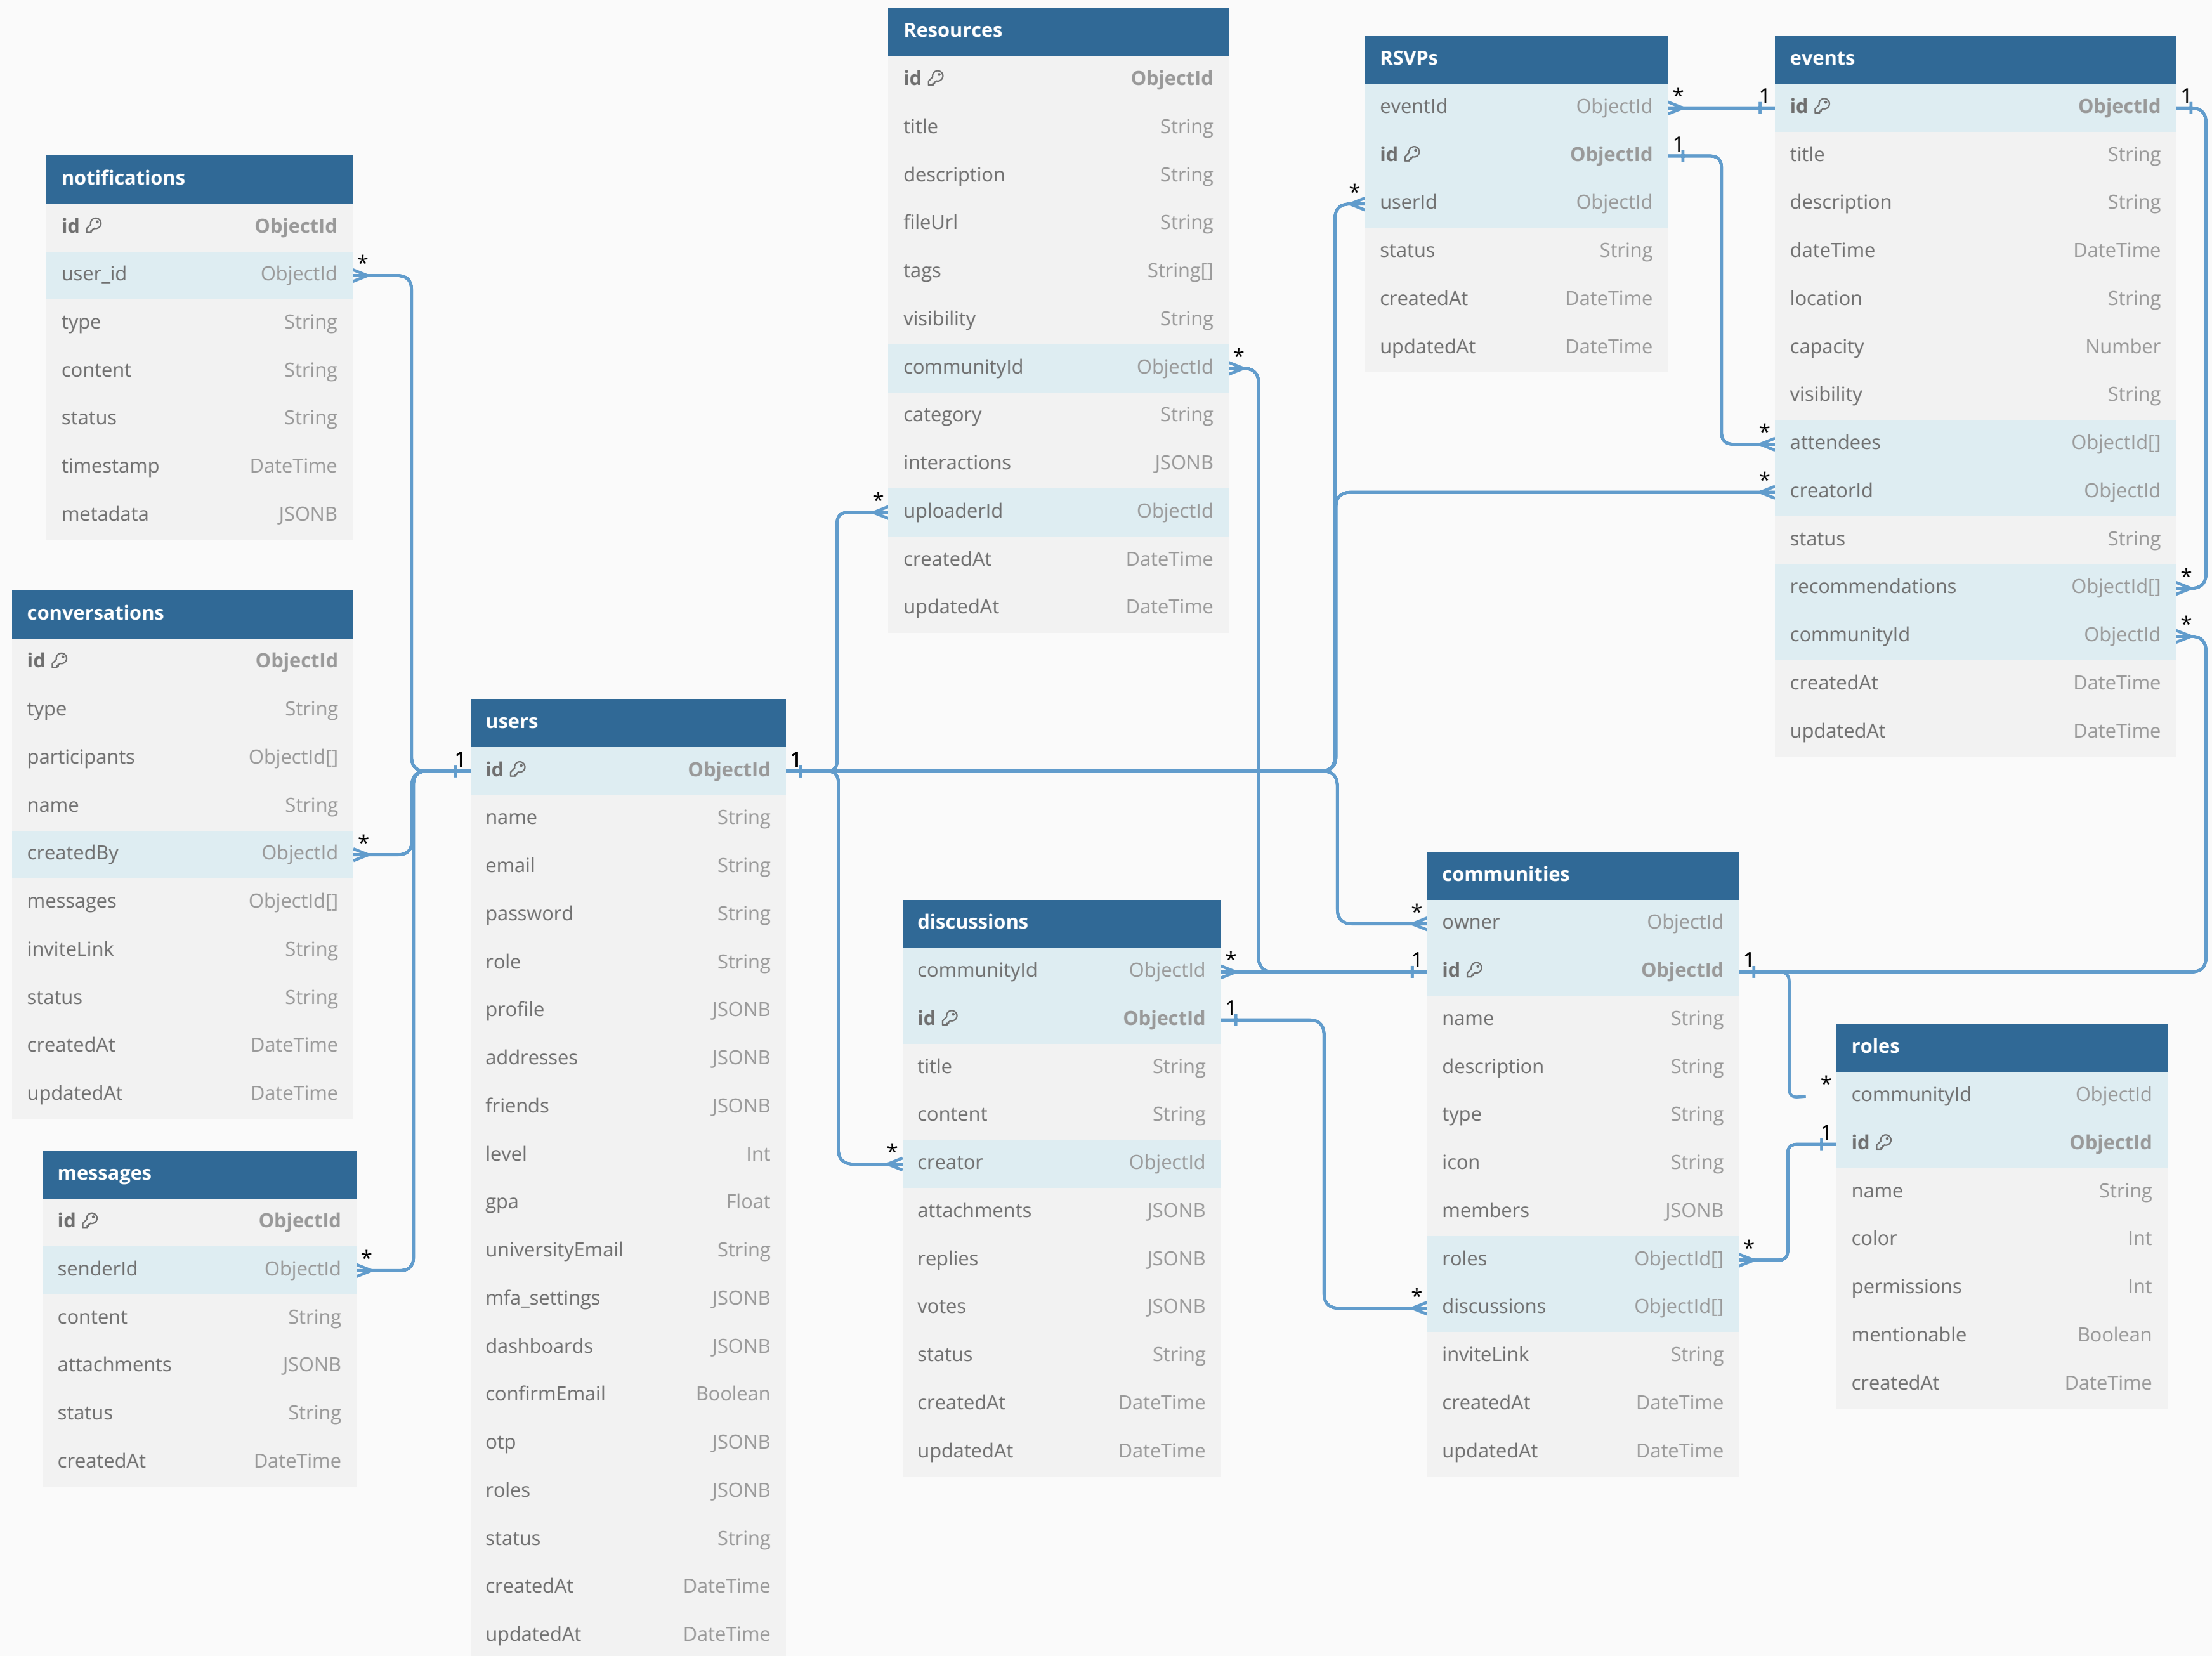 Resources
id ObjectId
title String
description String
fileUrl String
tags String[]
visibility String
communityId ObjectId *
category String
interactions JSONB
* uploaderId ObjectId
createdAt DateTime
updatedAt DateTime
RSVPs
eventId ObjectId *
id ObjectId 1
* userId ObjectId
status String
createdAt DateTime
updatedAt DateTime
events
1 id ObjectId 1
title String
description String
dateTime DateTime
location String
capacity Number
visibility String
* attendees ObjectId[]
* creatorId ObjectId
status String
recommendations ObjectId[] *
communityId ObjectId *
createdAt DateTime
updatedAt DateTime
notifications
id ObjectId
user_id ObjectId *
type String
content String
status String
timestamp DateTime
metadata JSONB
conversations
id ObjectId
type String
participants ObjectId[]
name String
createdBy ObjectId *
messages ObjectId[]
inviteLink String
status String
createdAt DateTime
updatedAt DateTime
messages
id ObjectId
senderId ObjectId *
content String
attachments JSONB
status String
createdAt DateTime
users
1 id ObjectId 1
name String
email String
password String
role String
profile JSONB
addresses JSONB
friends JSONB
level Int
gpa Float
universityEmail String
mfa_settings JSONB
dashboards JSONB
confirmEmail Boolean
otp JSONB
roles JSONB
status String
createdAt DateTime
updatedAt DateTime
discussions
communityId ObjectId *
id ObjectId 1
title String
content String
* creator ObjectId
attachments JSONB
replies JSONB
votes JSONB
status String
createdAt DateTime
updatedAt DateTime
communities
* owner ObjectId
1 id ObjectId 1
name String
description String
type String
icon String
members JSONB
roles ObjectId[] *
* discussions ObjectId[]
inviteLink String
createdAt DateTime
updatedAt DateTime
roles
* communityId ObjectId
1 id ObjectId
name String
color Int
permissions Int
mentionable Boolean
createdAt DateTime